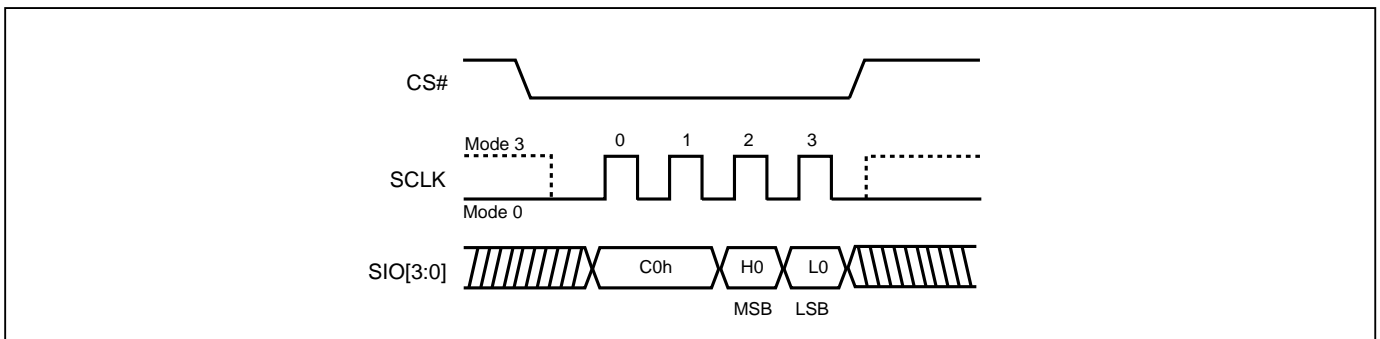 CS#
Mode 3 0 1 2 3
SCLK
Mode 0
SIO[3:0] C0h H0 L0
MSB LSB